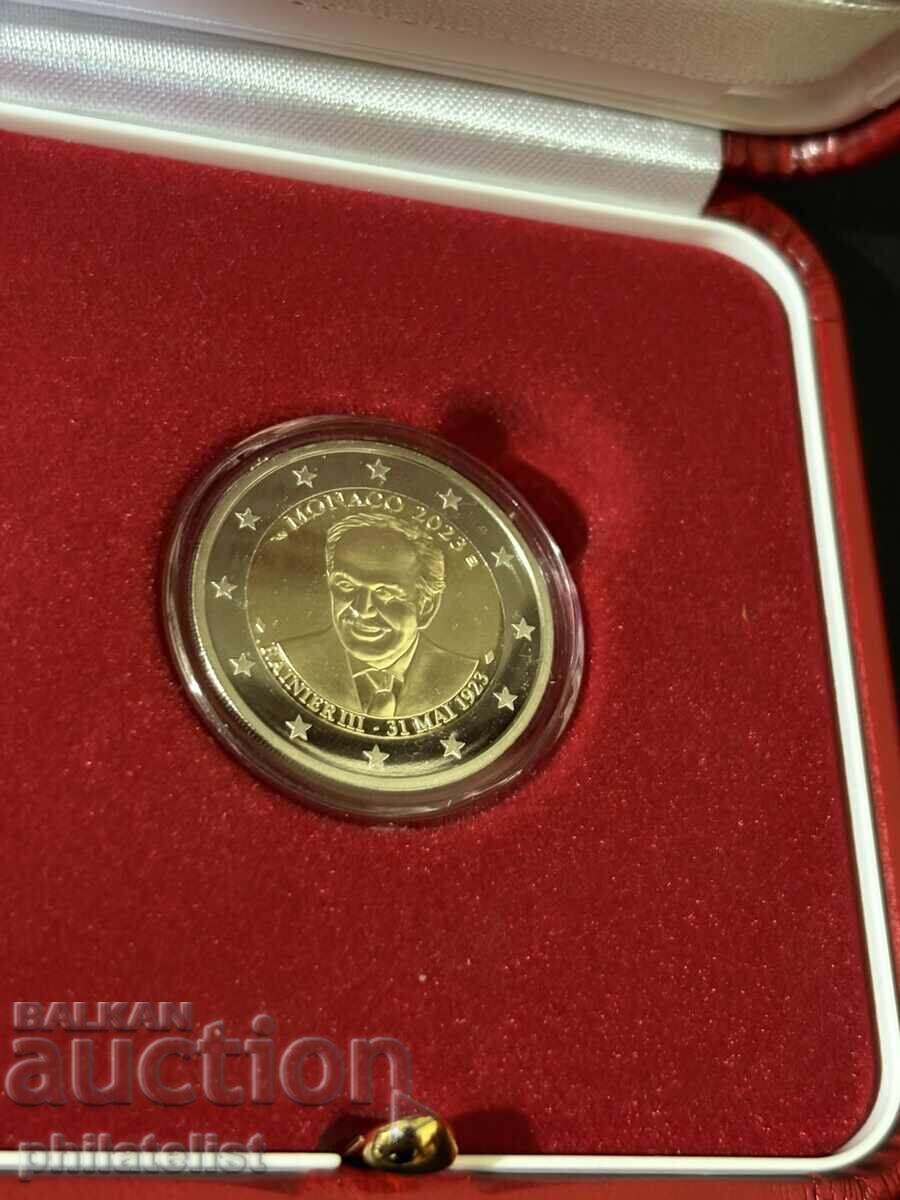 MONACO 2023
RAINIER III - 31 MAI 1923
BALKAN
auction
philatelist